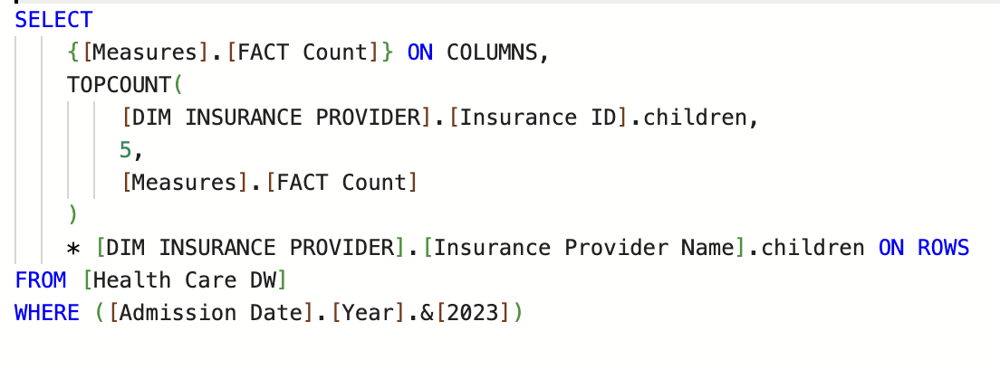 SELECT
{[Measures].[FACT Count]} ON COLUMNS,
TOPCOUNT(
[DIM INSURANCE PROVIDER].[Insurance ID].children,
5,
[Measures].[FACT Count]
)
* [DIM INSURANCE PROVIDER].[Insurance Provider Name].children ON ROWS
FROM [Health Care DW]
WHERE ([Admission Date].[Year].&[2023])